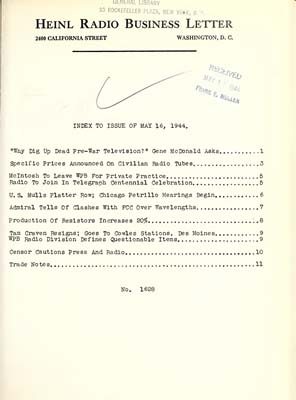 GENERAL LIBRARY
30 ROCKEFELLER PLAZA, NEW YORK, N. Y.
HEINL RADIO BUSINESS LETTER
2400 CALIFORNIA STREET WASHINGTON, D. C.
RECEIVED
MAY 1 1944
FRANK E. MULLEN
INDEX TO ISSUE OF MAY 16, 1944.
"Why Dig Up Dead Pre-War Television?" Gene McDonald Asks..........1
Specific Prices Announced On Civilian Radio Tubes.................3
McIntosh To Leave WPB For Private Practice........................5
Radio To Join In Telegraph Centennial Celebration.................5
U.S. Mulls Platter Row; Chicago Petrillo Hearings Begin...........6
Admiral Tells Of Clashes With FCC Over Wavelengths................7
Production Of Resistors Increases 20%.............................8
Tam Craven Resigns; Goes To Cowles Stations, Des Moines...........9
WPB Radio Division Defines Questionable Items.....................9
Censor Cautions Press And Radio..................................10
Trade Notes......................................................11
No. 1628